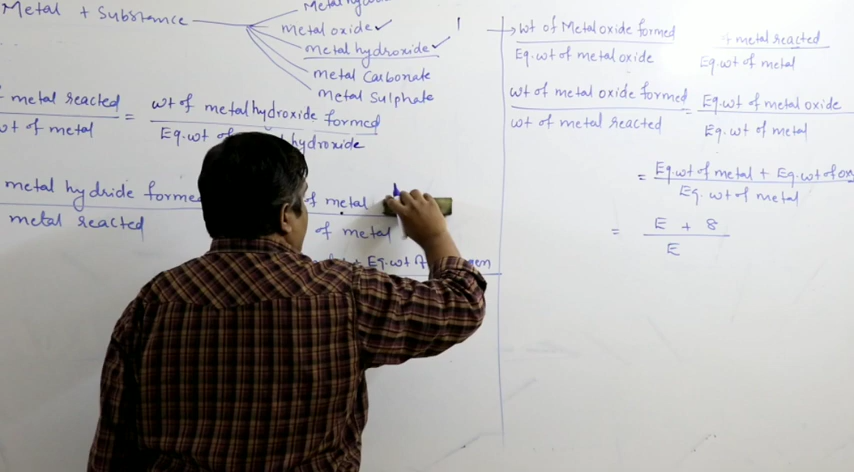 Metal + Substance
metal oxide ✓
metal hydroxide ✓
metal Carbonate
metal Sulphate
metal reacted = wt of metal hydroxide formed
wt of metal Eq. wt of hydroxide
metal hydride formed of metal
metal reacted of metal
+ Eq. wt
→ wt of Metal oxide formed metal reacted
Eq. wt of metal oxide Eq. wt of metal
wt of metal oxide formed = Eq. wt of metal oxide
wt of metal reacted Eq. wt of metal
= Eq. wt of metal + Eq. wt of
Eq. wt of metal
= E + 8
E